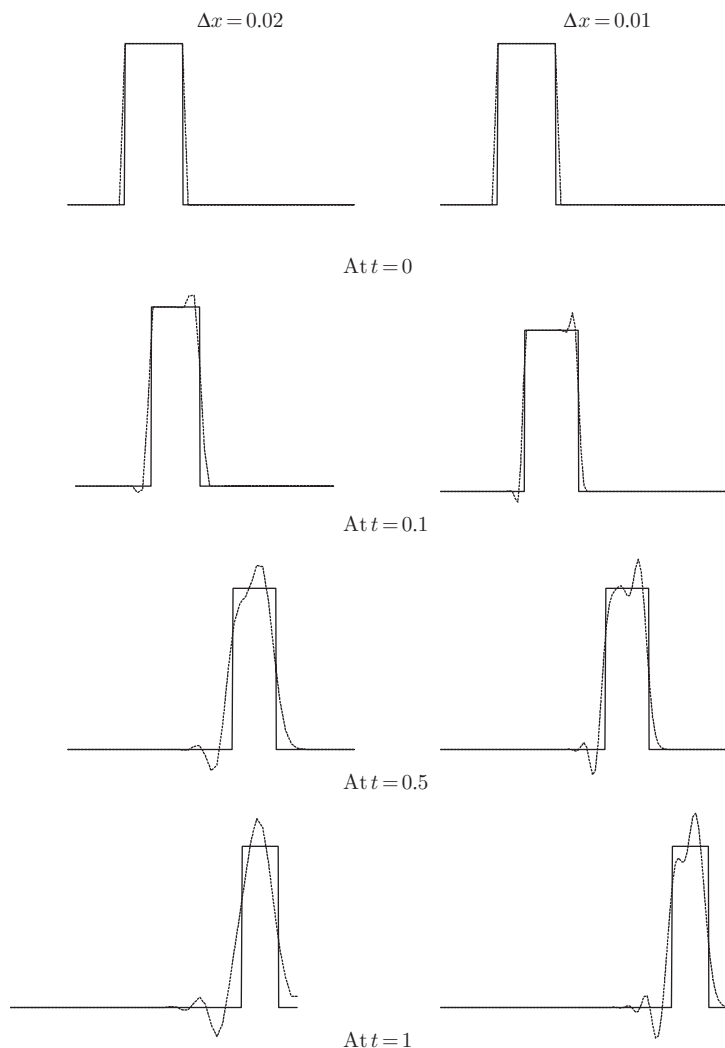 Δx = 0.02
Δx = 0.01
At t = 0
At t = 0.1
At t = 0.5
At t = 1